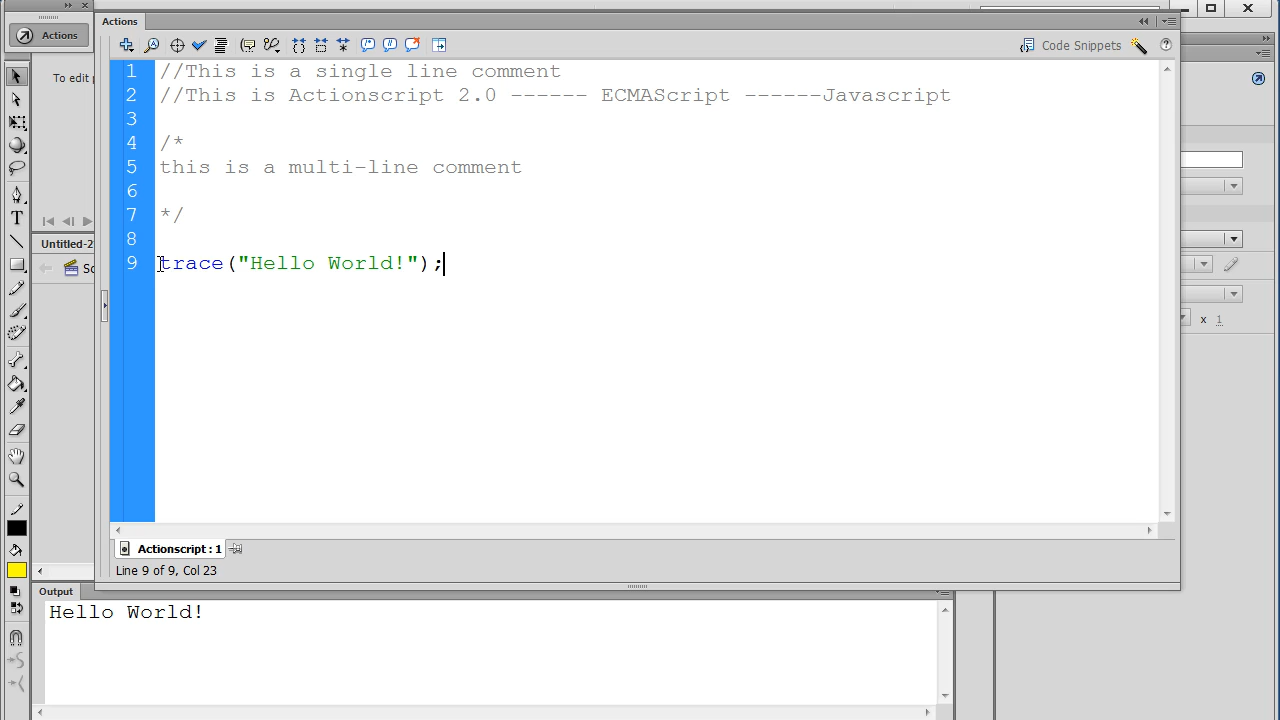 Actions
Actions
Code Snippets
To edit
1 //This is a single line comment
2 //This is Actionscript 2.0 ------ ECMAScript ------Javascript
3
4 /*
5 this is a multi-line comment
6
7 */
8
9 trace("Hello World!");
Untitled-2
x 1
Actionscript : 1
Line 9 of 9, Col 23
Output
Hello World!